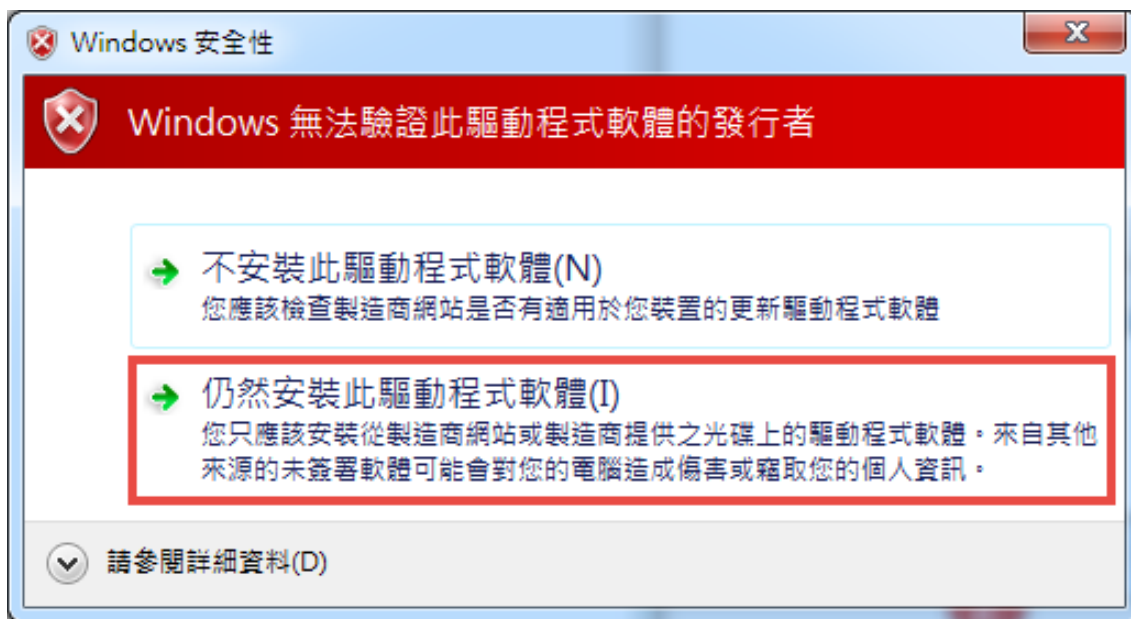 Windows 安全性
Windows 無法驗證此驅動程式軟體的發行者
不安裝此驅動程式軟體(N)
您應該檢查製造商網站是否有適用於您裝置的更新驅動程式軟體
仍然安裝此驅動程式軟體(I)
您只應該安裝從製造商網站或製造商提供之光碟上的驅動程式軟體。來自其他
來源的未簽署軟體可能會對您的電腦造成傷害或竊取您的個人資訊。
請參閱詳細資料(D)